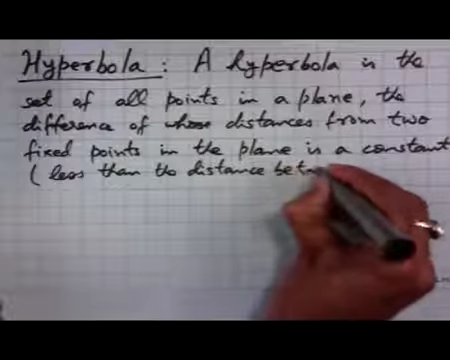 Hyperbola : A hyperbola is the
set of all points in a plane, the
difference of whose distances from two
fixed points in the plane is a constant
( less than the distance betw